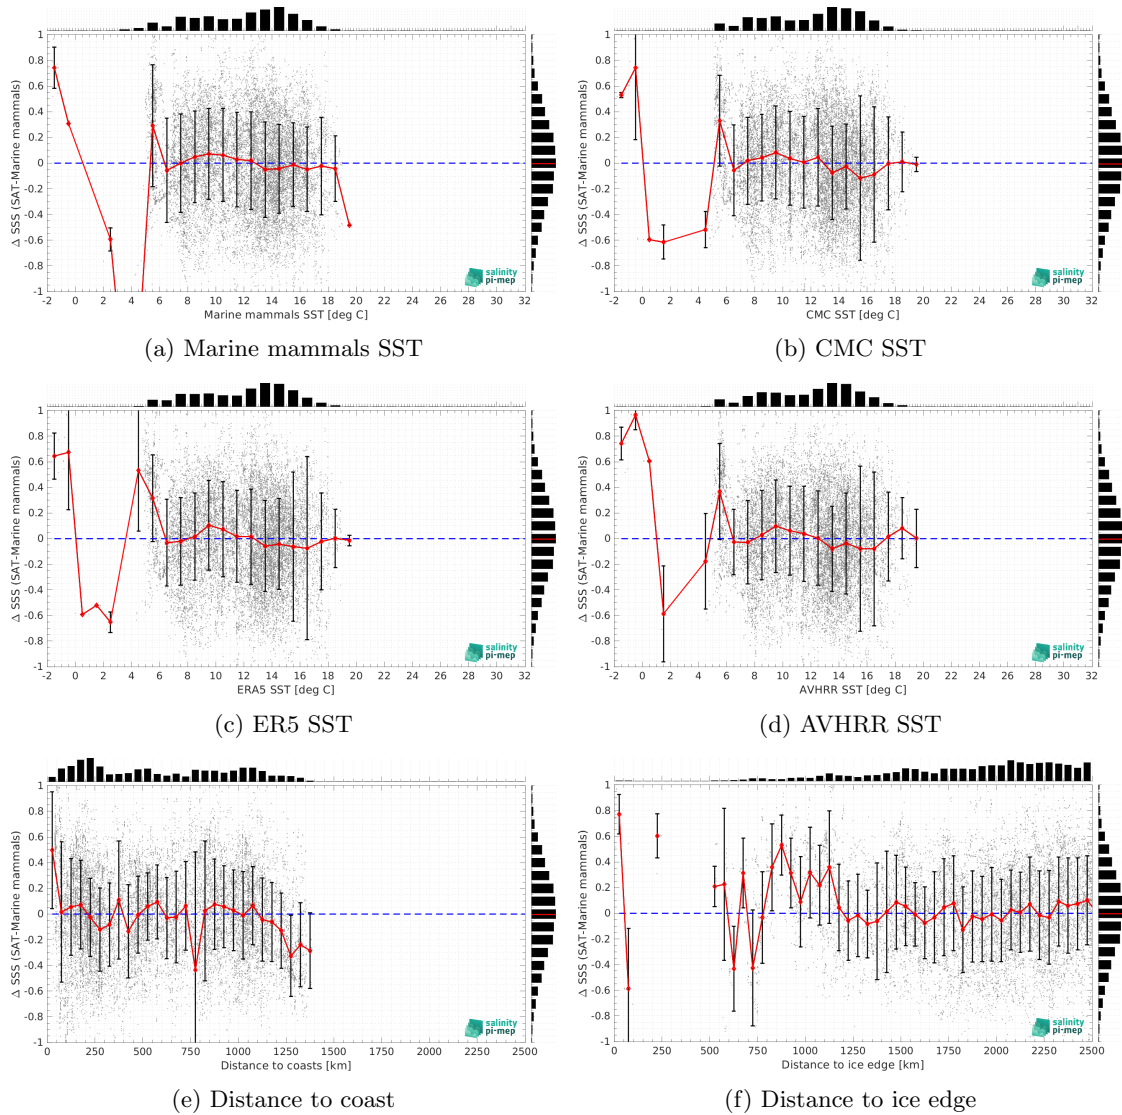 1
0.8
0.6
0.4
0.2
0
-0.2
-0.4
-0.6
-0.8
-1
Δ SSS (SAT-Marine mammals)
-2 0 2 4 6 8 10 12 14 16 18 20 22 24 26 28 30 32
Marine mammals SST [deg C]
salinity
pi-mep
(a) Marine mammals SST
1
0.8
0.6
0.4
0.2
0
-0.2
-0.4
-0.6
-0.8
-1
Δ SSS (SAT-Marine mammals)
-2 0 2 4 6 8 10 12 14 16 18 20 22 24 26 28 30 32
CMC SST [deg C]
salinity
pi-mep
(b) CMC SST
1
0.8
0.6
0.4
0.2
0
-0.2
-0.4
-0.6
-0.8
-1
Δ SSS (SAT-Marine mammals)
-2 0 2 4 6 8 10 12 14 16 18 20 22 24 26 28 30 32
ERA5 SST [deg C]
salinity
pi-mep
(c) ER5 SST
1
0.8
0.6
0.4
0.2
0
-0.2
-0.4
-0.6
-0.8
-1
Δ SSS (SAT-Marine mammals)
-2 0 2 4 6 8 10 12 14 16 18 20 22 24 26 28 30 32
AVHRR SST [deg C]
salinity
pi-mep
(d) AVHRR SST
1
0.8
0.6
0.4
0.2
0
-0.2
-0.4
-0.6
-0.8
-1
Δ SSS (SAT-Marine mammals)
0 250 500 750 1000 1250 1500 1750 2000 2250 2500
Distance to coasts [km]
salinity
pi-mep
(e) Distance to coast
1
0.8
0.6
0.4
0.2
0
-0.2
-0.4
-0.6
-0.8
-1
Δ SSS (SAT-Marine mammals)
0 250 500 750 1000 1250 1500 1750 2000 2250 2500
Distance to ice edge [km]
salinity
pi-mep
(f) Distance to ice edge